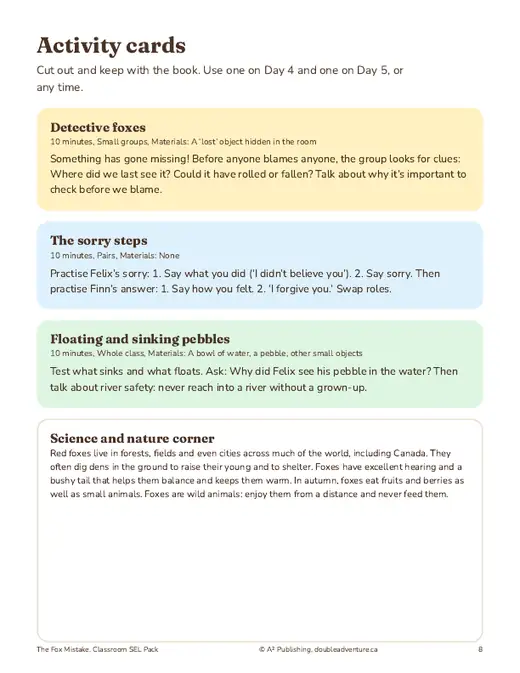 Activity cards
Cut out and keep with the book. Use one on Day 4 and one on Day 5, or
any time.
Detective foxes
10 minutes, Small groups, Materials: A 'lost' object hidden in the room
Something has gone missing! Before anyone blames anyone, the group looks for clues:
Where did we last see it? Could it have rolled or fallen? Talk about why it's important to
check before we blame.
The sorry steps
10 minutes, Pairs, Materials: None
Practise Felix's sorry: 1. Say what you did ('I didn't believe you'). 2. Say sorry. Then
practise Finn's answer: 1. Say how you felt. 2. 'I forgive you.' Swap roles.
Floating and sinking pebbles
10 minutes, Whole class, Materials: A bowl of water, a pebble, other small objects
Test what sinks and what floats. Ask: Why did Felix see his pebble in the water? Then
talk about river safety: never reach into a river without a grown-up.
Science and nature corner
Red foxes live in forests, fields and even cities across much of the world, including Canada. They
often dig dens in the ground to raise their young and to shelter. Foxes have excellent hearing and a
bushy tail that helps them balance and keeps them warm. In autumn, foxes eat fruits and berries as
well as small animals. Foxes are wild animals: enjoy them from a distance and never feed them.
The Fox Mistake. Classroom SEL Pack
© A² Publishing, doubleadventure.ca
8